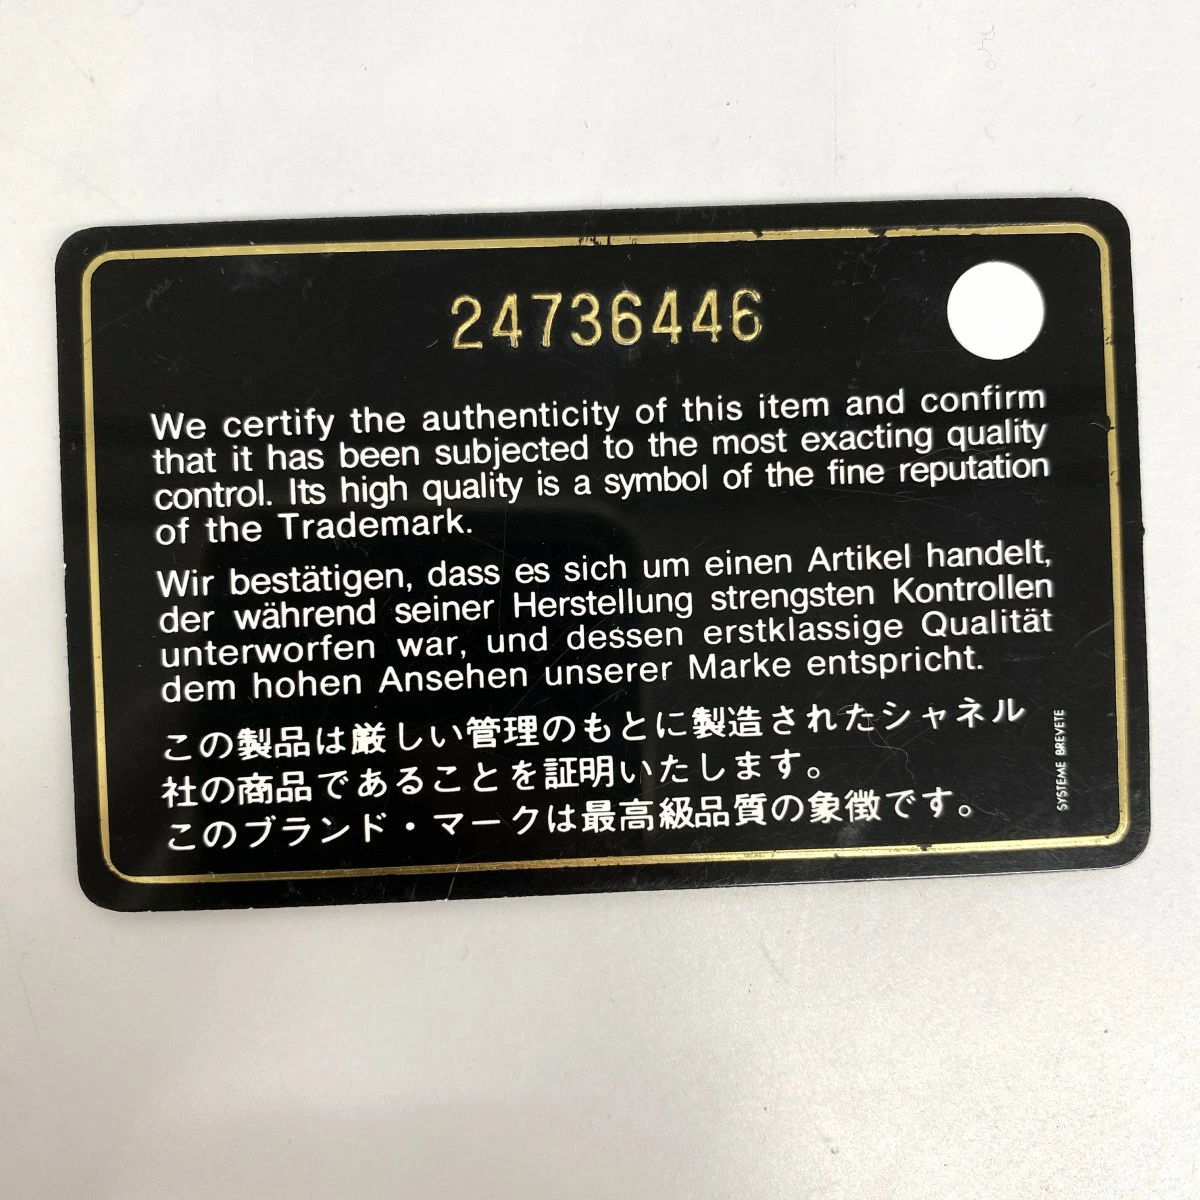 24736446
We certify the authenticity of this item and confirm
that it has been subjected to the most exacting quality
control. Its high quality is a symbol of the fine reputation
of the Trademark.
Wir bestätigen, dass es sich um einen Artikel handelt,
der während seiner Herstellung strengsten Kontrollen
unterworfen war, und dessen erstklassige Qualität
dem hohen Ansehen unserer Marke entspricht.
この製品は厳しい管理のもとに製造されたシャネル
社の商品であることを証明いたします。
このブランド・マークは最高級品質の象徴です。
SYSTEME BREVETE